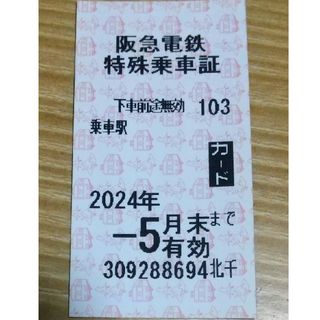 阪急電鉄
特殊乗車証
下車前途無効 103
乗車駅
カード
2024年
-5月末まで
有効
309288694北千